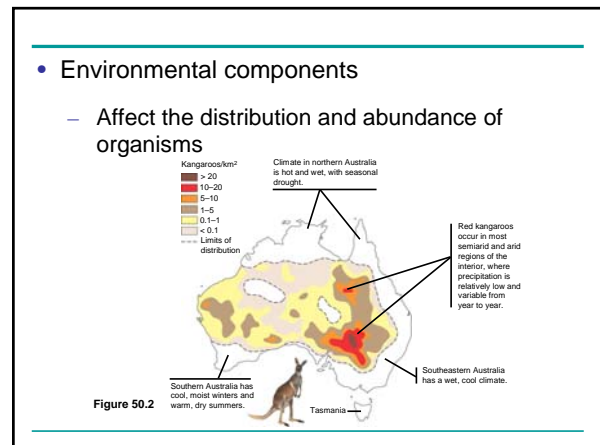 • Environmental components
– Affect the distribution and abundance of
organisms
Kangaroos/km²
> 20
10–20
5–10
1–5
0.1–1
< 0.1
Limits of
distribution
Climate in northern Australia
is hot and wet, with seasonal
drought.
Red kangaroos
occur in most
semiarid and arid
regions of the
interior, where
precipitation is
relatively low and
variable from
year to year.
Southeastern Australia
has a wet, cool climate.
Southern Australia has
cool, moist winters and
warm, dry summers.
Tasmania
Figure 50.2